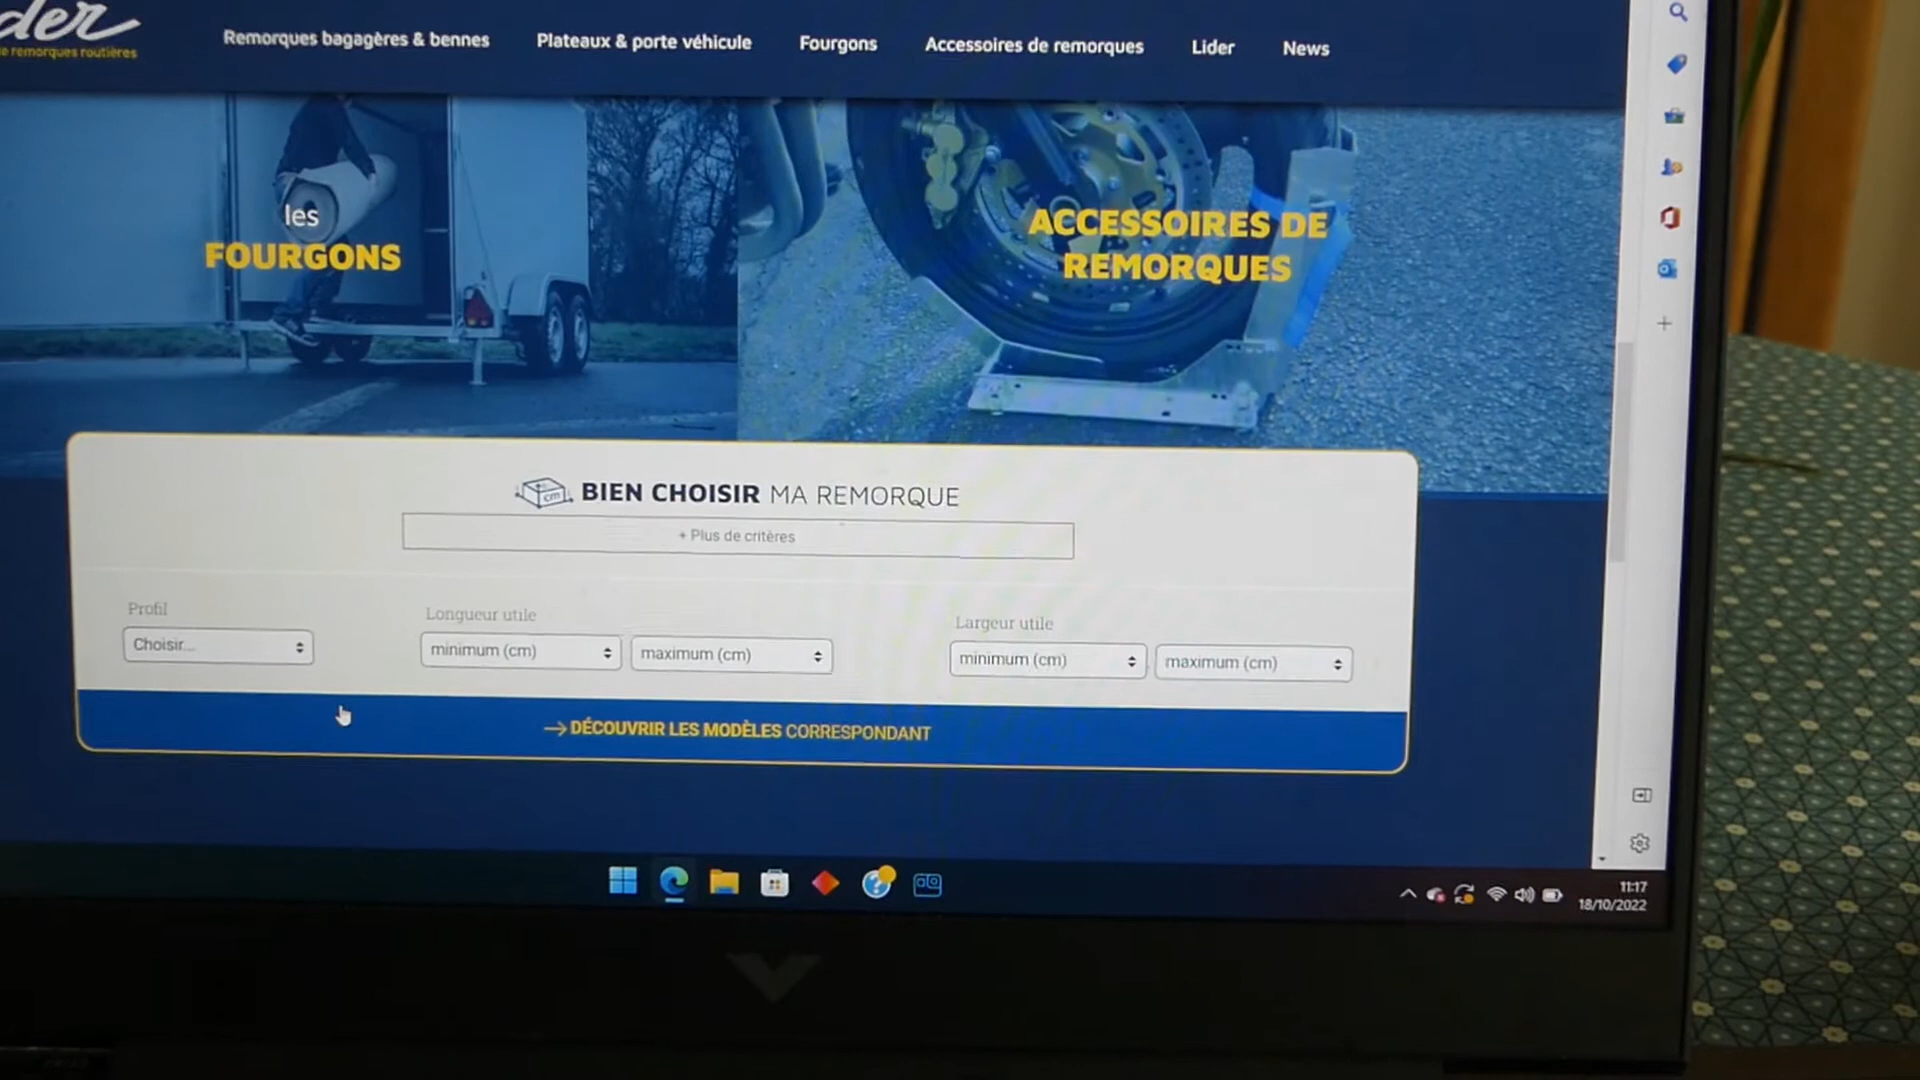 der
de remorques routières
Remorques bagagères & bennes Plateaux & porte véhicule Fourgons Accessoires de remorques Lider News
les
FOURGONS
ACCESSOIRES DE
REMORQUES
cm BIEN CHOISIR MA REMORQUE
+ Plus de critères
Profil Longueur utile Largeur utile
Choisir... minimum (cm) maximum (cm) minimum (cm) maximum (cm)
DÉCOUVRIR LES MODÈLES CORRESPONDANT
11:17
18/10/2022